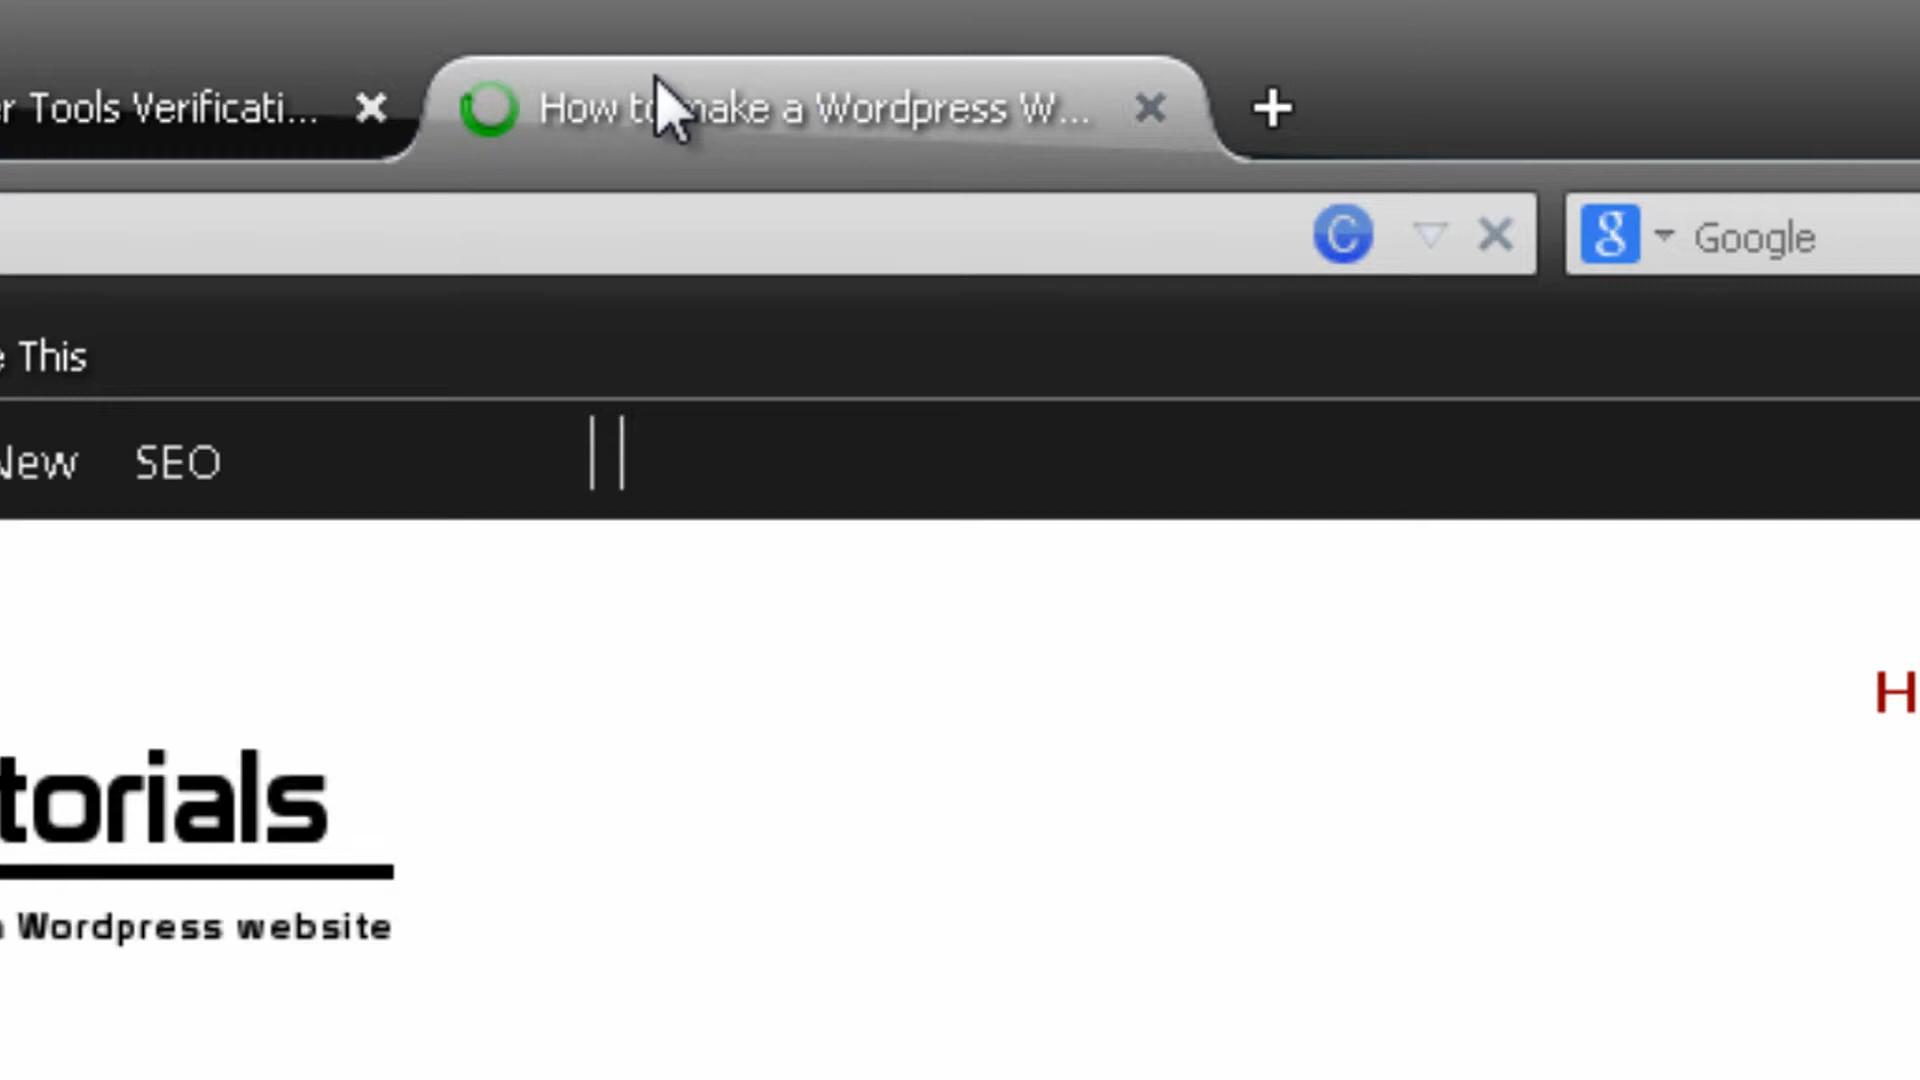 r Tools Verificati...
How to make a Wordpress W...
Google
e This
New SEO
H
torials
Wordpress website